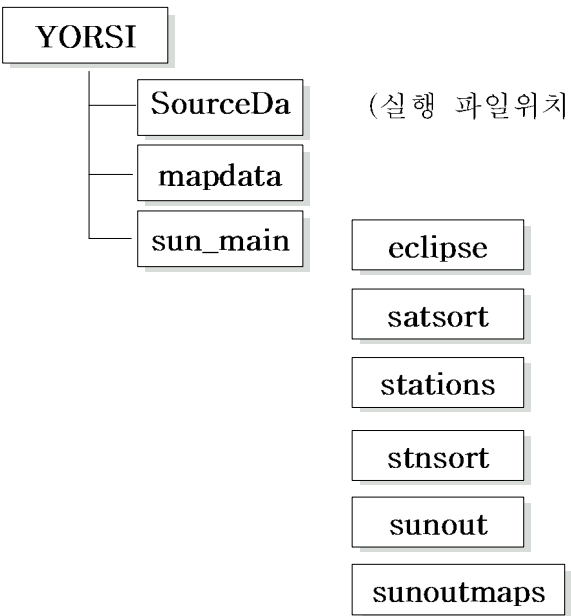 YORSI
SourceDa (실행 파일위치
mapdata
sun_main
eclipse
satsort
stations
stnsort
sunout
sunoutmaps